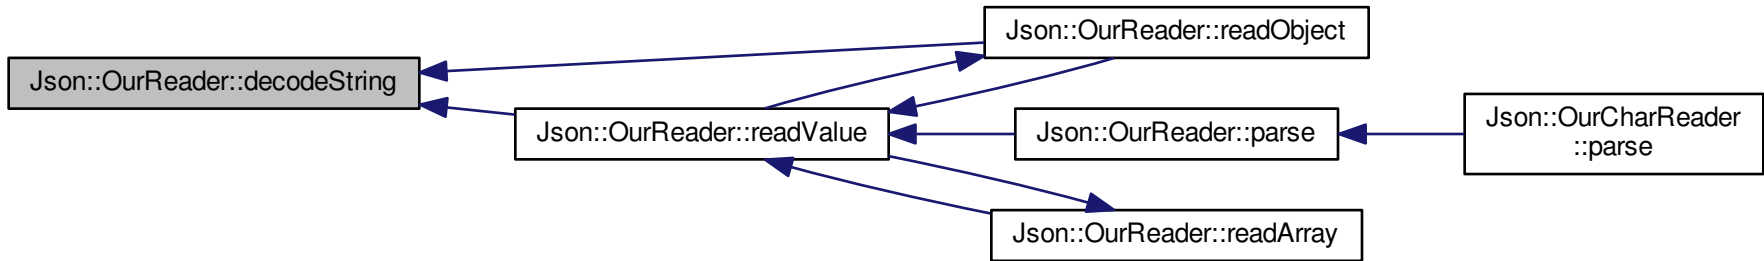 Json::OurReader::readObject
Json::OurReader::decodeString
Json::OurReader::readValue
Json::OurReader::parse
Json::OurCharReader
::parse
Json::OurReader::readArray